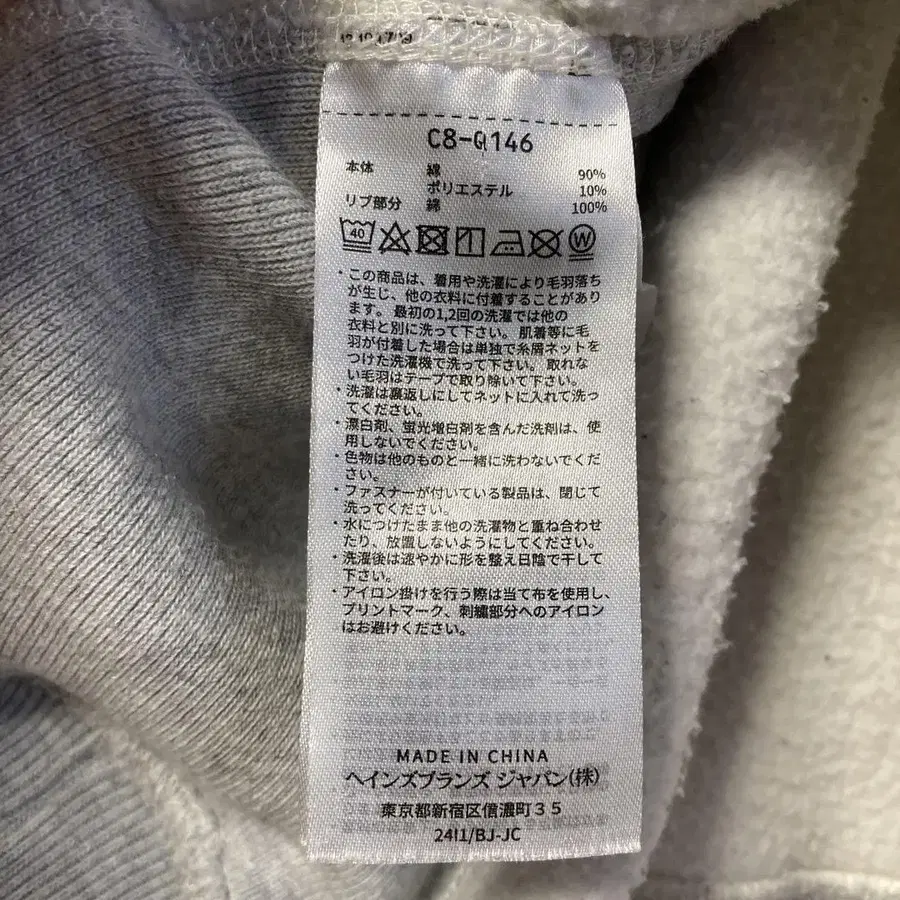 C8-Q146
本体 綿 90%
ポリエステル 10%
リブ部分 綿 100%
40 W
・この商品は、着用や洗濯により毛羽落ち
が生じ、他の衣料に付着することがあり
ます。最初の1,2回の洗濯では他の
衣料と別に洗って下さい。肌着等に毛
羽が付着した場合は単独で糸屑ネットを
つけた洗濯機で洗って下さい。取れな
い毛羽はテープで取り除いて下さい。
・洗濯は裏返しにしてネットに入れて洗っ
てください。
・漂白剤、蛍光増白剤を含んだ洗剤は、使
用しないでください。
・色物は他のものと一緒に洗わないでくだ
さい。
・ファスナーが付いている製品は、閉じて
洗ってください。
・水につけたまま他の洗濯物と重ね合わせ
たり、放置しないようにしてください。
・洗濯後は速やかに形を整え日陰で干して
下さい。
・アイロン掛けを行う際は当て布を使用し、
プリントマーク、刺繍部分へのアイロン
はお避けください。
MADE IN CHINA
ヘインズブランズ ジャパン(株)
東京都新宿区信濃町35
24I1/BJ-JC